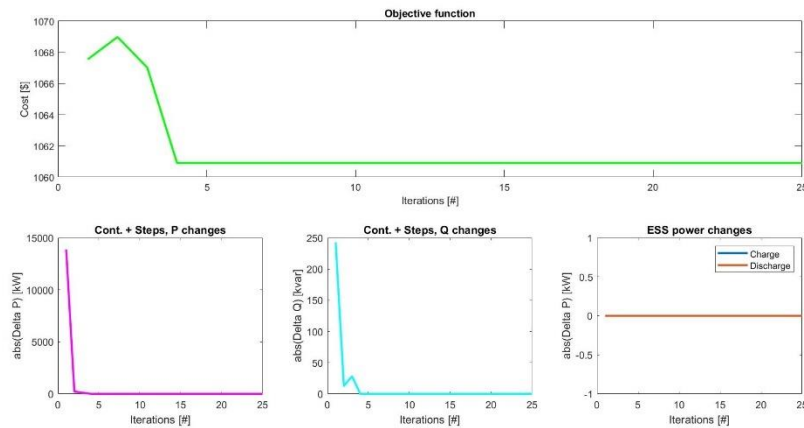 Objective function
1070
1068
1066
1064
1062
1060
Cost [$]
0 5 10 15 20 25
Iterations [#]
Cont. + Steps, P changes
15000
10000
5000
0
abs(Delta P) [kW]
0 5 10 15 20 25
Iterations [#]
Cont. + Steps, Q changes
250
200
150
100
50
0
abs(Delta Q) [kvar]
0 5 10 15 20 25
Iterations [#]
ESS power changes
1
0.5
0
-0.5
-1
abs(Delta P) [kW]
Charge
Discharge
0 5 10 15 20 25
Iterations [#]